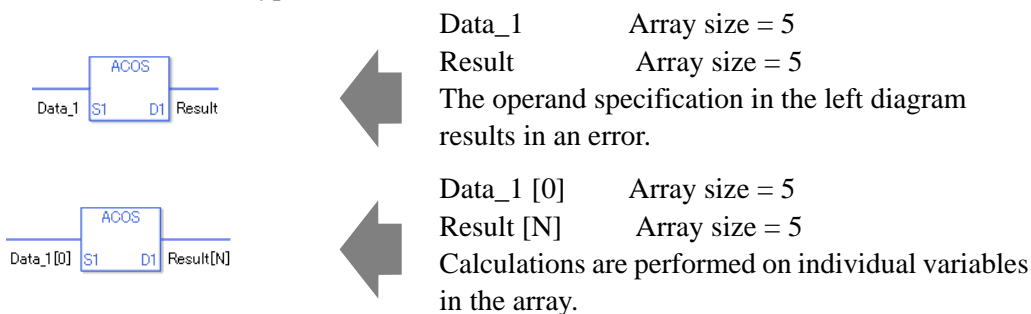 Data_1 Array size = 5
Result Array size = 5
The operand specification in the left diagram
results in an error.
ACOS
Data_1 S1 D1 Result
Data_1 [0] Array size = 5
Result [N] Array size = 5
Calculations are performed on individual variables
in the array.
ACOS
Data_1[0] S1 D1 Result[N]